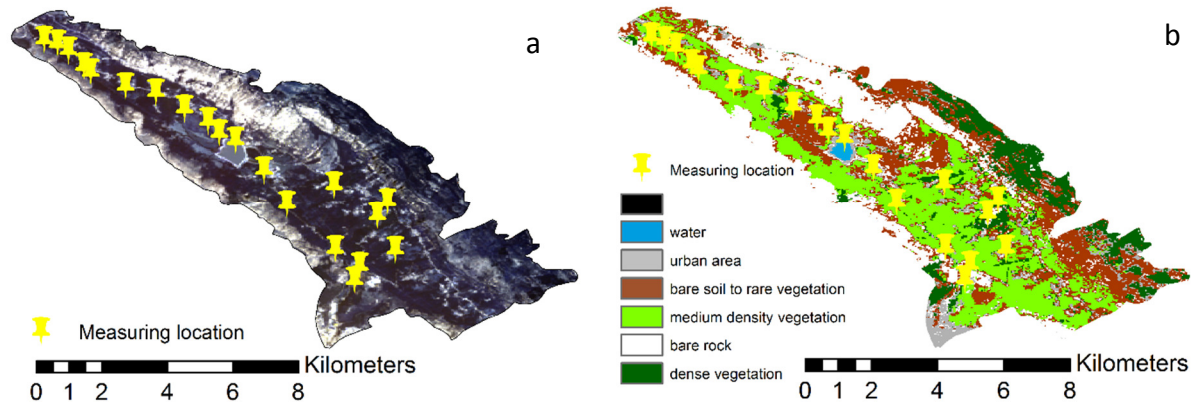 a
Measuring location
Kilometers
0 1 2 4 6 8
b
Measuring location
water
urban area
bare soil to rare vegetation
medium density vegetation
bare rock
dense vegetation
Kilometers
0 1 2 4 6 8